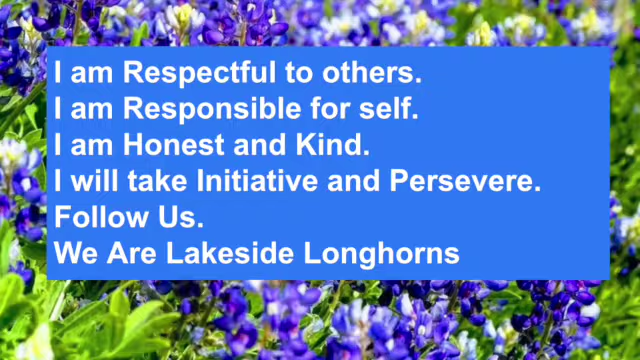 I am Respectful to others.
I am Responsible for self.
I am Honest and Kind.
I will take Initiative and Persevere.
Follow Us.
We Are Lakeside Longhorns